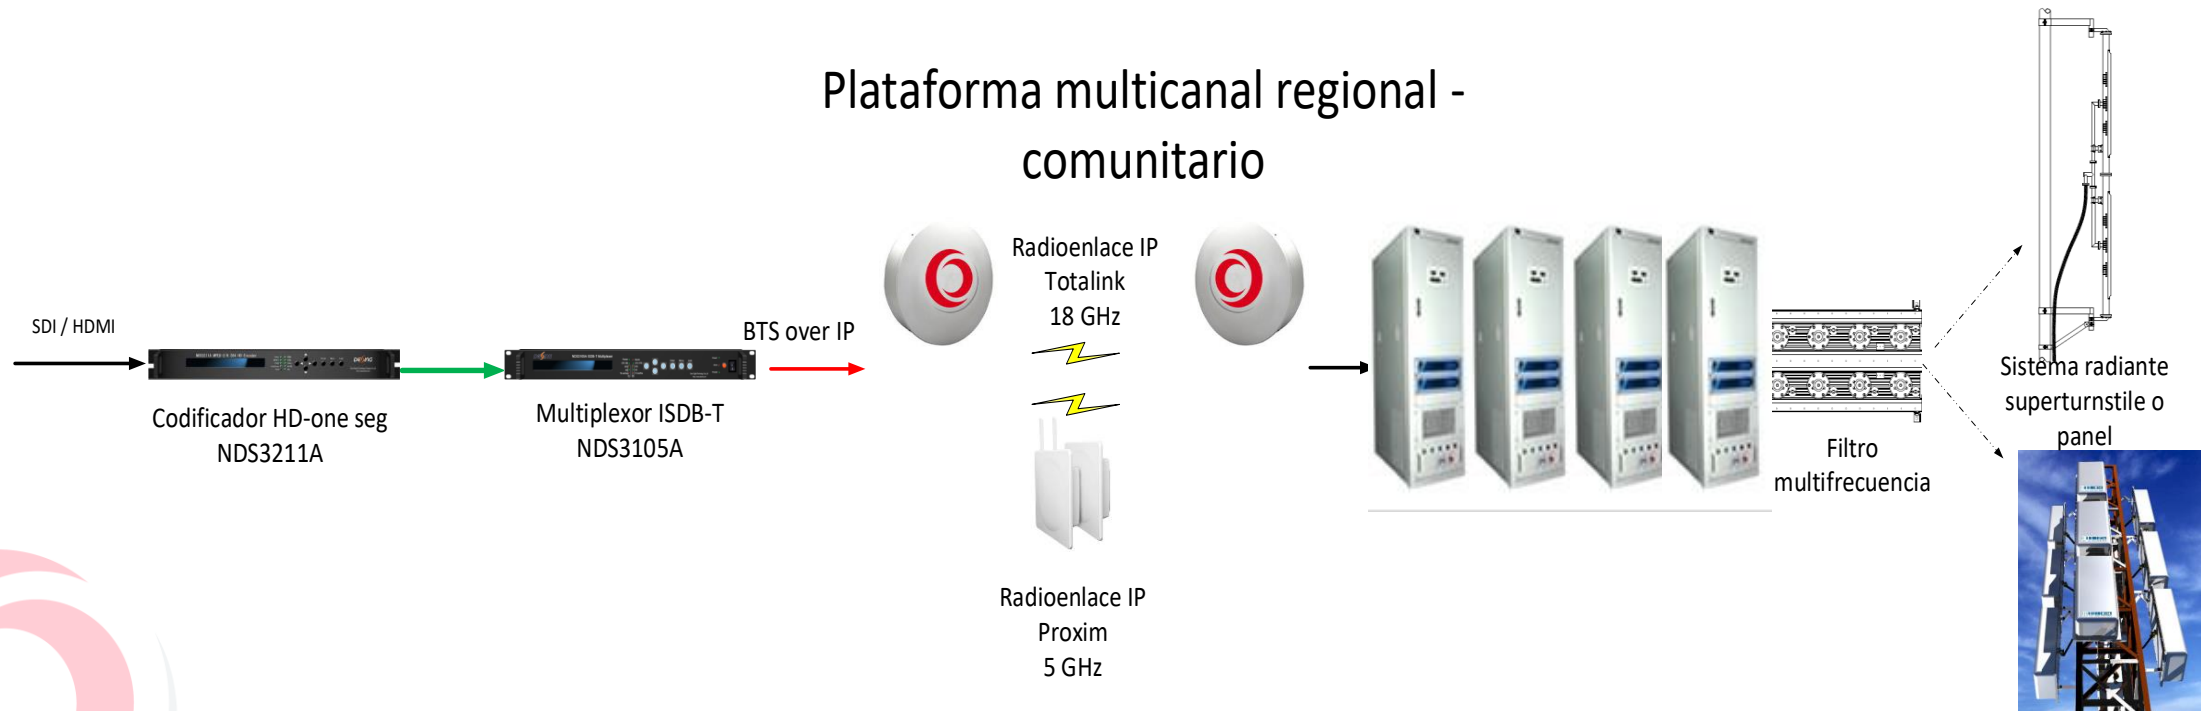 Plataforma multicanal regional -
comunitario
SDI / HDMI
Codificador HD-one seg
NDS3211A
Multiplexor ISDB-T
NDS3105A
BTS over IP
Radioenlace IP
Totalink
18 GHz
Radioenlace IP
Proxim
5 GHz
Filtro
multifrecuencia
Sistema radiante
superturnstile o
panel